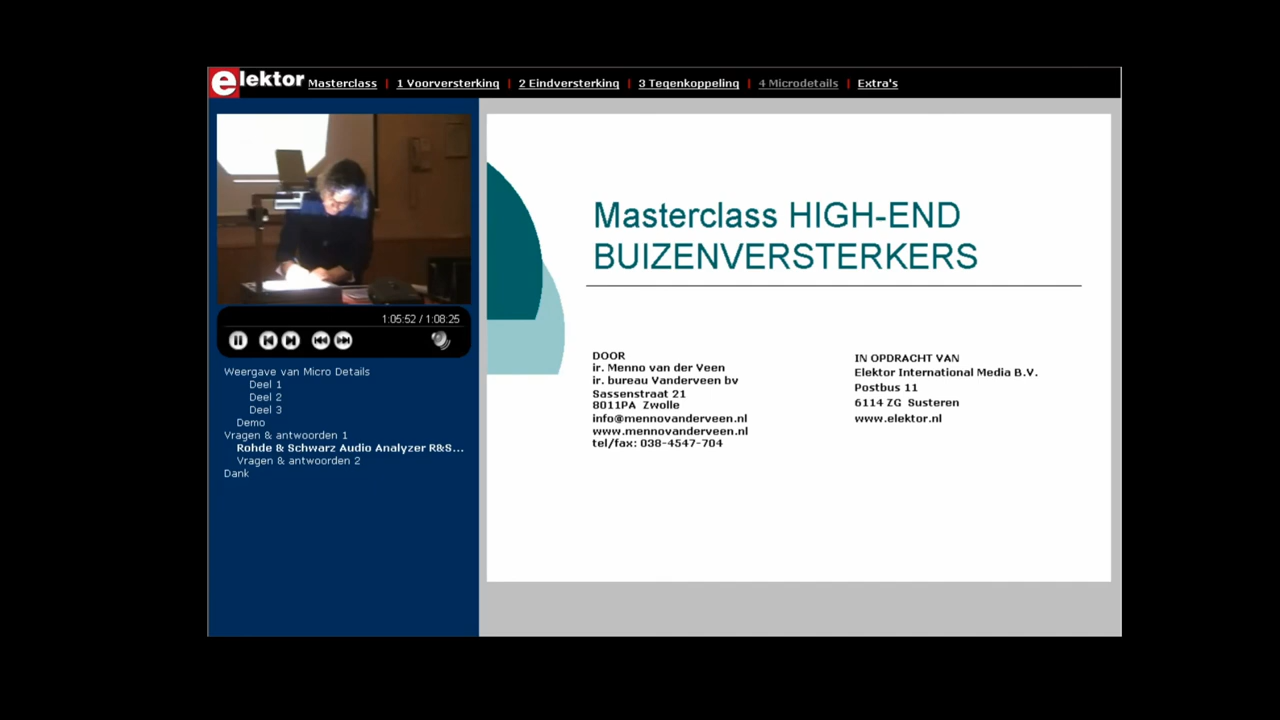 elektor Masterclass | 1 Voorversterking | 2 Eindversterking | 3 Tegenkoppeling | 4 Microdetails | Extra's
1:05:52 / 1:08:25
Weergave van Micro Details
Deel 1
Deel 2
Deel 3
Demo
Vragen & antwoorden 1
Rohde & Schwarz Audio Analyzer R&S...
Vragen & antwoorden 2
Dank
Masterclass HIGH-END
BUIZENVERSTERKERS
DOOR
ir. Menno van der Veen
ir. bureau Vanderveen bv
Sassenstraat 21
8011PA Zwolle
info@mennovanderveen.nl
www.mennovanderveen.nl
tel/fax: 038-4547-704
IN OPDRACHT VAN
Elektor International Media B.V.
Postbus 11
6114 ZG Susteren
www.elektor.nl